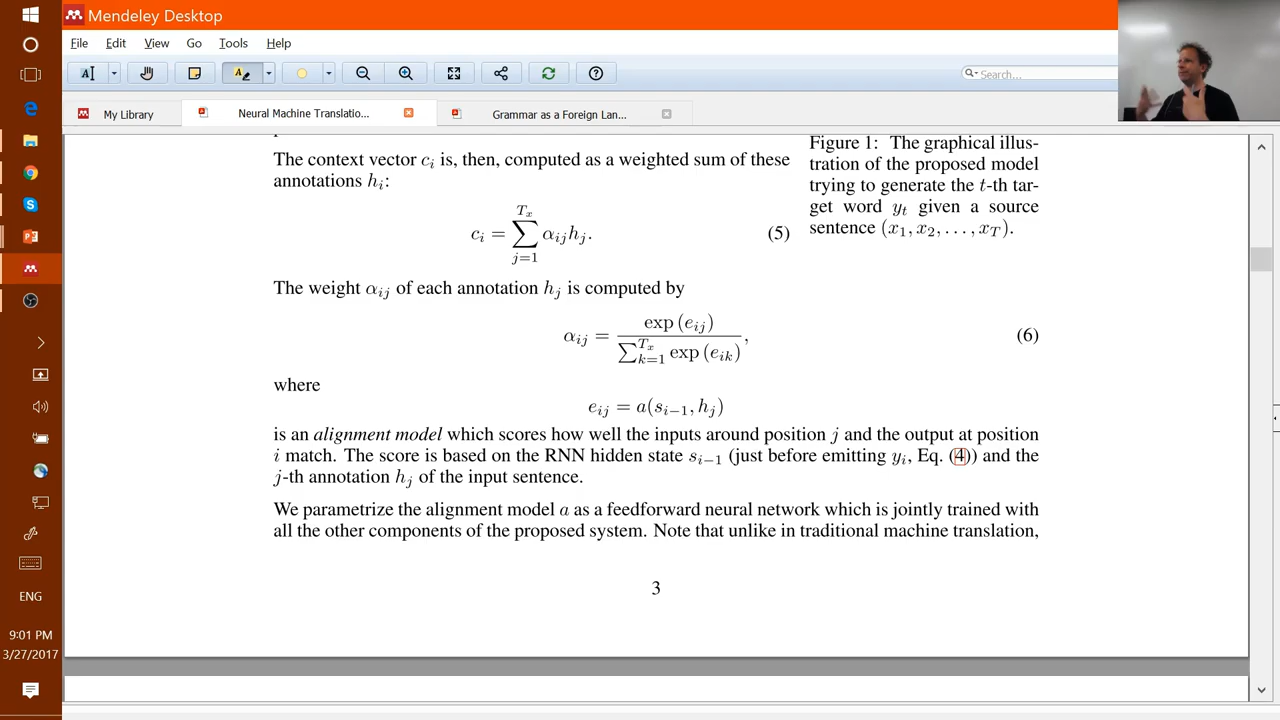 Mendeley Desktop
File Edit View Go Tools Help
Search...
My Library
Neural Machine Translatio...
Grammar as a Foreign Lan...
The context vector c_i is, then, computed as a weighted sum of these
annotations h_i:
c_i = \sum_{j=1}^{T_x} α_{ij} h_j. (5)
Figure 1: The graphical illus-
tration of the proposed model
trying to generate the t-th tar-
get word y_t given a source
sentence (x_1, x_2, . . . , x_T).
The weight α_{ij} of each annotation h_j is computed by
α_{ij} = \frac{exp (e_{ij})}{\sum_{k=1}^{T_x} exp (e_{ik})}, (6)
where
e_{ij} = a(s_{i−1}, h_j)
is an alignment model which scores how well the inputs around position j and the output at position
i match. The score is based on the RNN hidden state s_{i−1} (just before emitting y_i, Eq. (4)) and the
j-th annotation h_j of the input sentence.
We parametrize the alignment model a as a feedforward neural network which is jointly trained with
all the other components of the proposed system. Note that unlike in traditional machine translation,
3
ENG
9:01 PM
3/27/2017